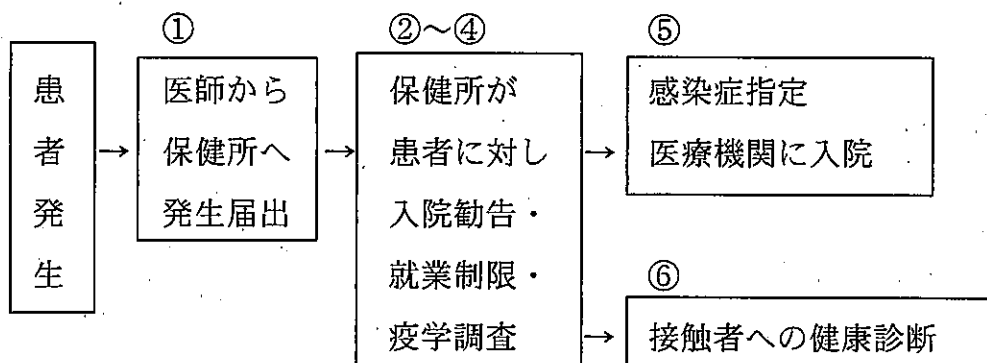 患者発生
→
①
医師から
保健所へ
発生届出
→
②～④
保健所が
患者に対し
入院勧告・
就業制限・
疫学調査
→
⑤
感染症指定
医療機関に入院
→
⑥
接触者への健康診断